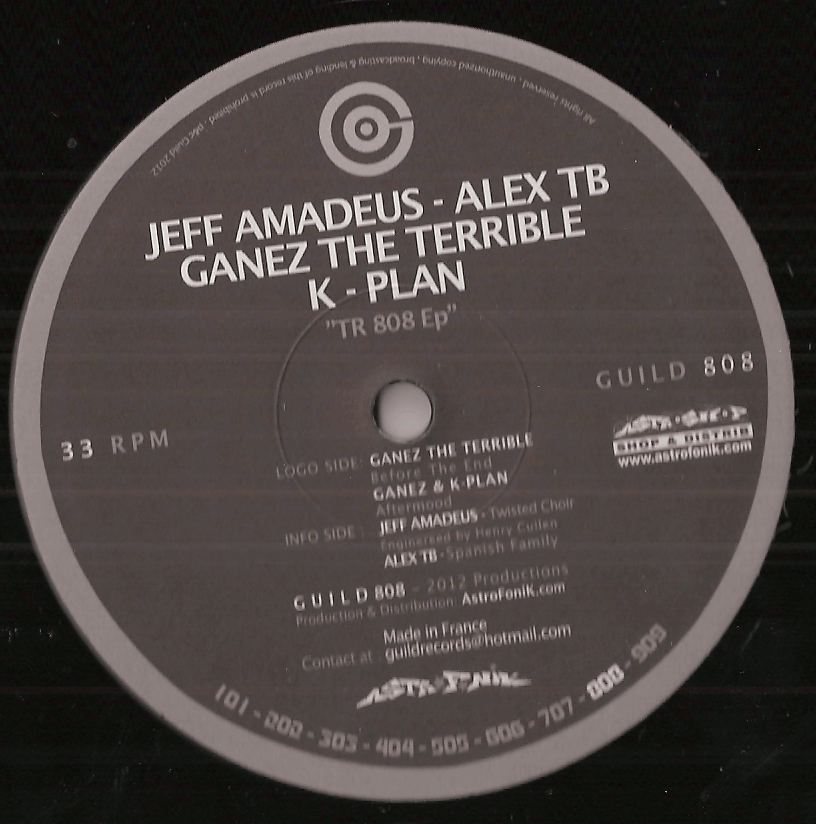 All rights reserved , unauthorized copying , broadcasting & lending of this record is prohibited . p&c Guild 2012
JEFF AMADEUS - ALEX TB
GANEZ THE TERRIBLE
K - PLAN
"TR 808 Ep"
GUILD 808
33 RPM
SHOP & DISTRIB
www.astrofonik.com
LOGO SIDE: GANEZ THE TERRIBLE
Before The End
GANEZ & K-PLAN
Aftermood
INFO SIDE : JEFF AMADEUS - Twisted Choir
Engineered by Henry Cullen
ALEX TB - Spanish Family
GUILD 808 - 2012 Productions
Production & Distribution AstroFoniK.com
Made in France
Contact at : guildrecords@hotmail.com
ASTROFONIK
101 - 202 - 303 - 404 - 505 - 606 - 707 - 808 - 909